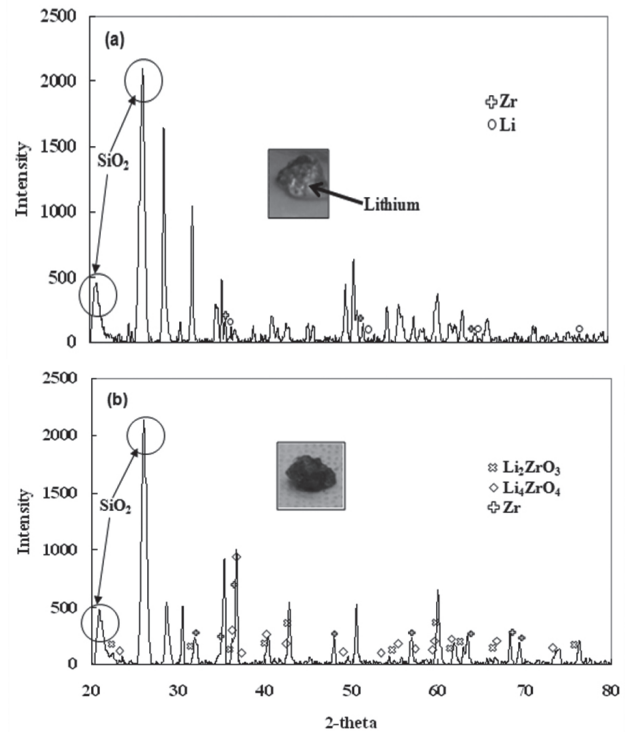 2500
(a)
2000
Zr
Li
1500
SiO₂
Intensity
Lithium
1000
500
0
2500
(b)
2000
Li₂ZrO₃
Li₄ZrO₄
Zr
1500
SiO₂
Intensity
1000
500
0
20 30 40 50 60 70 80
2-theta